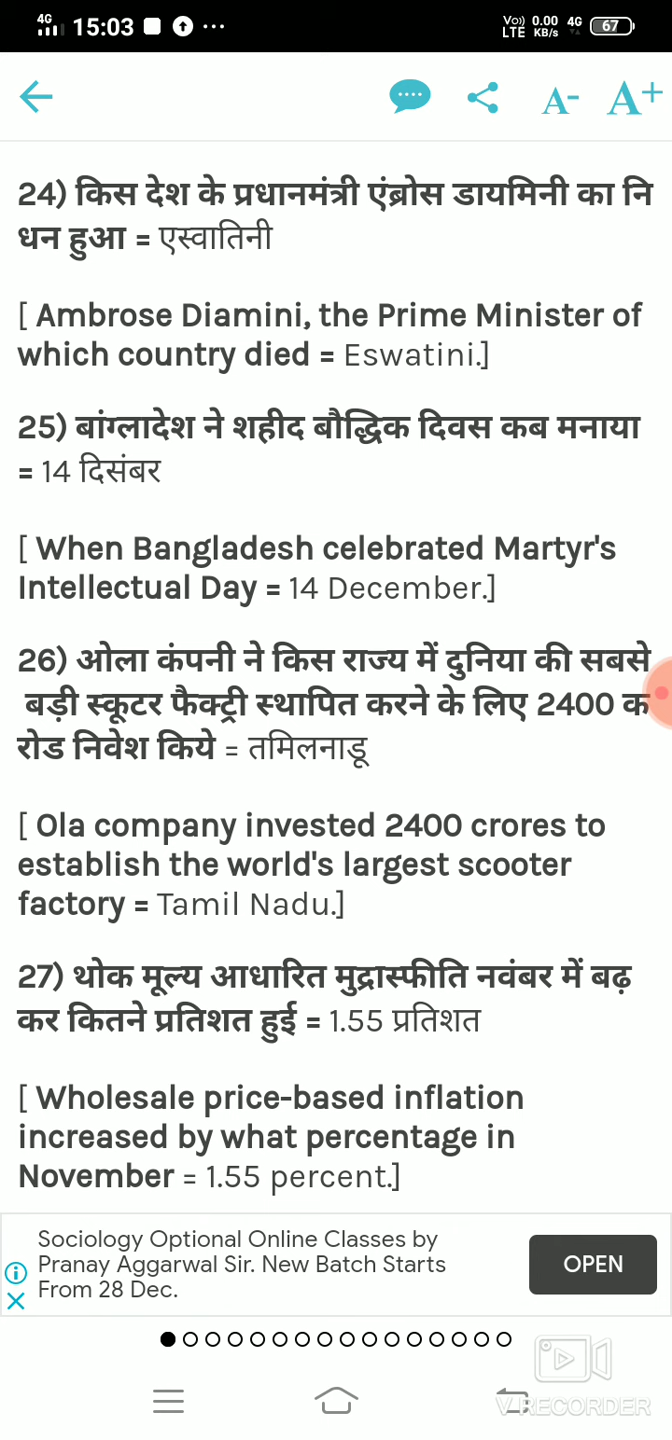 4G 15:03 ... Vo)) LTE 0.00 KB/s 4G 67
A- A+
24) किस देश के प्रधानमंत्री एंब्रोस डायमिनी का नि
धन हुआ = एस्वातिनी
[ Ambrose Diamini, the Prime Minister of
which country died = Eswatini.]
25) बांग्लादेश ने शहीद बौद्धिक दिवस कब मनाया
= 14 दिसंबर
[ When Bangladesh celebrated Martyr's
Intellectual Day = 14 December.]
26) ओला कंपनी ने किस राज्य में दुनिया की सबसे
बड़ी स्कूटर फैक्ट्री स्थापित करने के लिए 2400 क
रोड निवेश किये = तमिलनाडू
[ Ola company invested 2400 crores to
establish the world's largest scooter
factory = Tamil Nadu.]
27) थोक मूल्य आधारित मुद्रास्फीति नवंबर में बढ़
कर कितने प्रतिशत हुई = 1.55 प्रतिशत
[ Wholesale price-based inflation
increased by what percentage in
November = 1.55 percent.]
Sociology Optional Online Classes by
Pranay Aggarwal Sir. New Batch Starts
From 28 Dec.
OPEN
V RECORDER